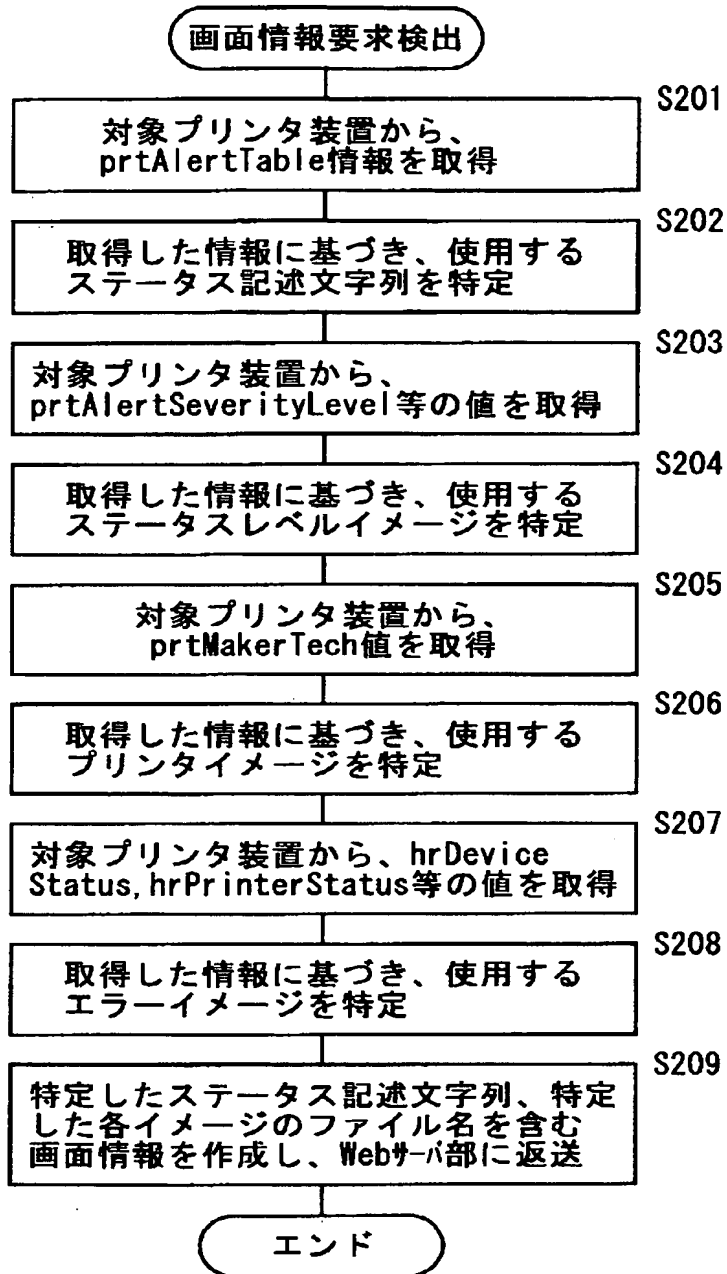 画面情報要求検出
S201
対象プリンタ装置から、
prtAlertTable情報を取得
S202
取得した情報に基づき、使用する
ステータス記述文字列を特定
S203
対象プリンタ装置から、
prtAlertSeverityLevel等の値を取得
S204
取得した情報に基づき、使用する
ステータスレベルイメージを特定
S205
対象プリンタ装置から、
prtMakerTech値を取得
S206
取得した情報に基づき、使用する
プリンタイメージを特定
S207
対象プリンタ装置から、hrDevice
Status,hrPrinterStatus等の値を取得
S208
取得した情報に基づき、使用する
エラーイメージを特定
S209
特定したステータス記述文字列、特定
した各イメージのファイル名を含む
画面情報を作成し、Webサーバ部に返送
エンド